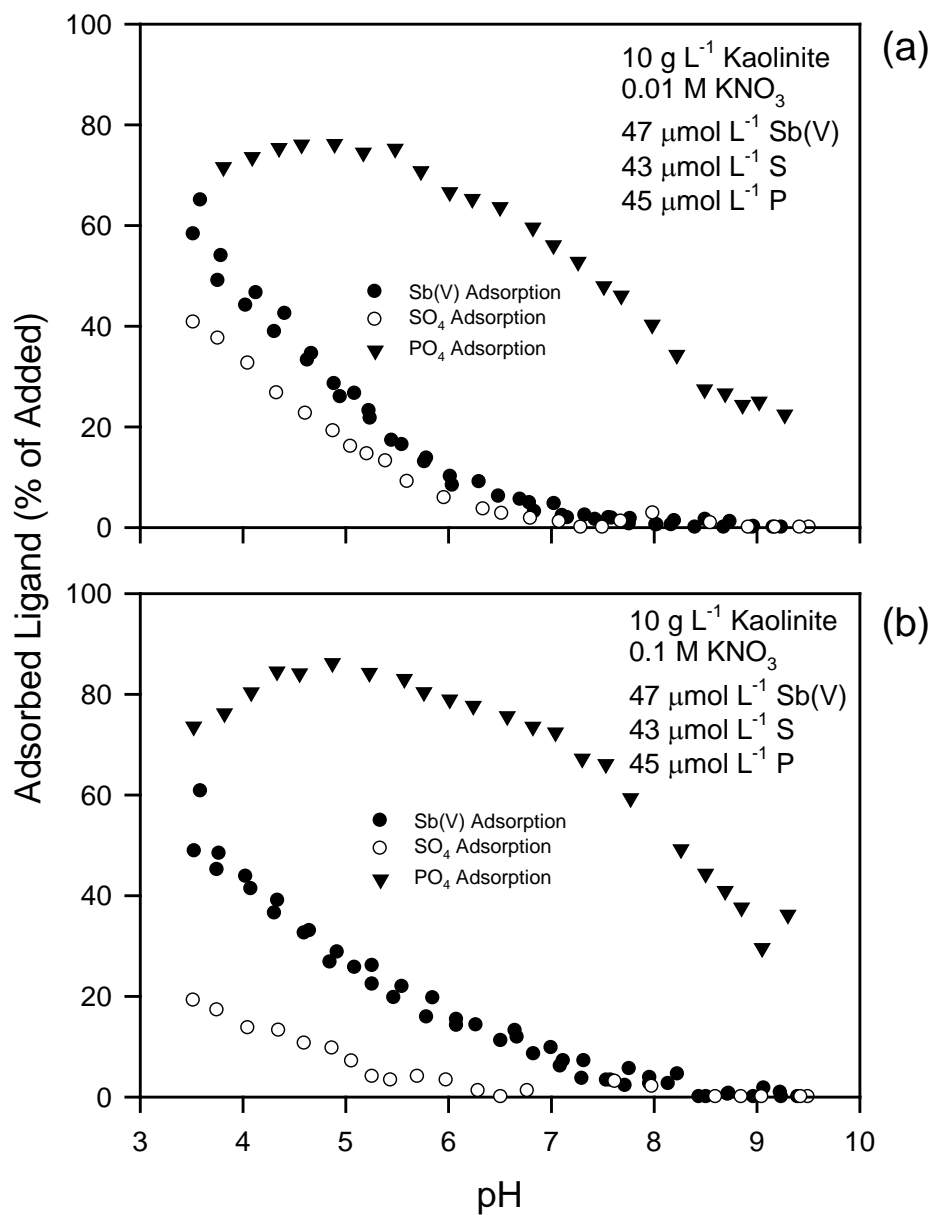 Adsorbed Ligand (% of Added)
(a)
100
80
60
40
20
0
10 g L⁻¹ Kaolinite
0.01 M KNO₃
47 μmol L⁻¹ Sb(V)
43 μmol L⁻¹ S
45 μmol L⁻¹ P
Sb(V) Adsorption
SO₄ Adsorption
PO₄ Adsorption
(b)
100
80
60
40
20
0
10 g L⁻¹ Kaolinite
0.1 M KNO₃
47 μmol L⁻¹ Sb(V)
43 μmol L⁻¹ S
45 μmol L⁻¹ P
Sb(V) Adsorption
SO₄ Adsorption
PO₄ Adsorption
3 4 5 6 7 8 9 10
pH